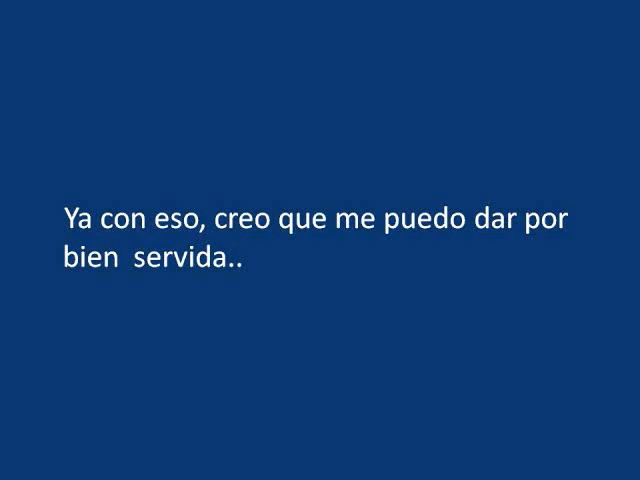 Ya con eso, creo que me puedo dar por
bien  servida..